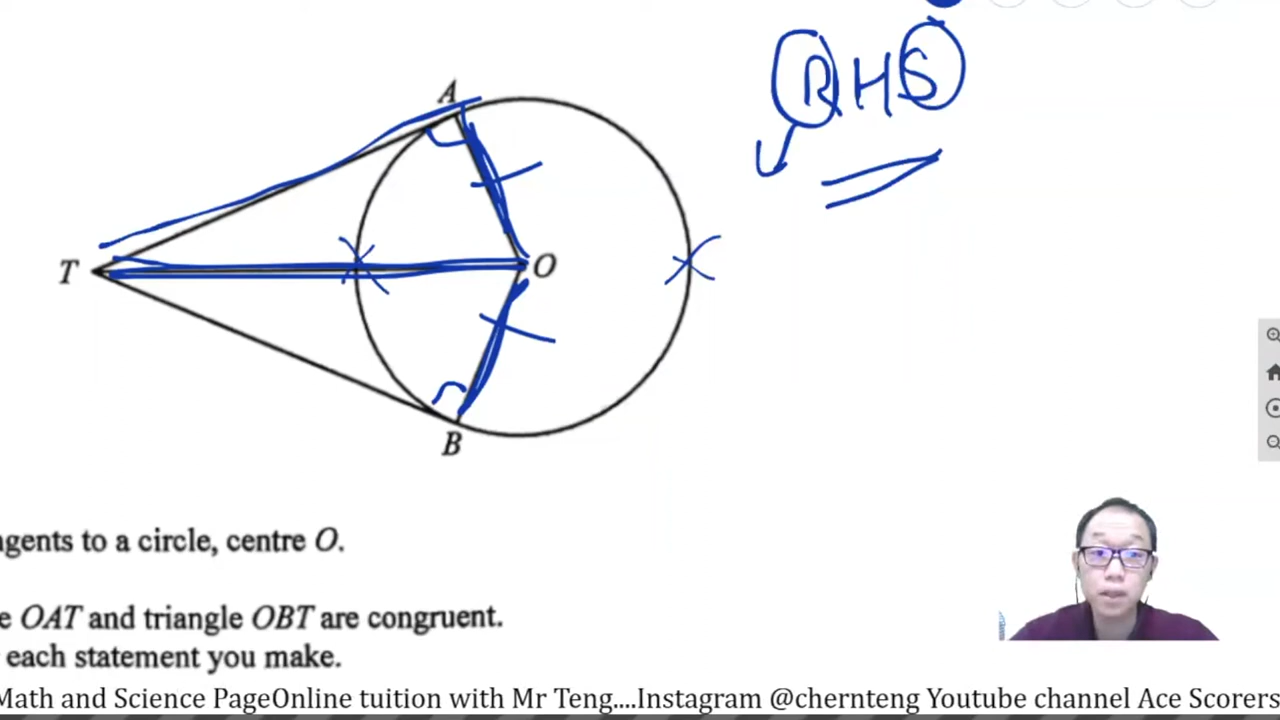 RHS
A
T
O
B
ngents to a circle, centre O.
e OAT and triangle OBT are congruent.
r each statement you make.
Math and Science PageOnline tuition with Mr Teng....Instagram @chernteng Youtube channel Ace Scorers